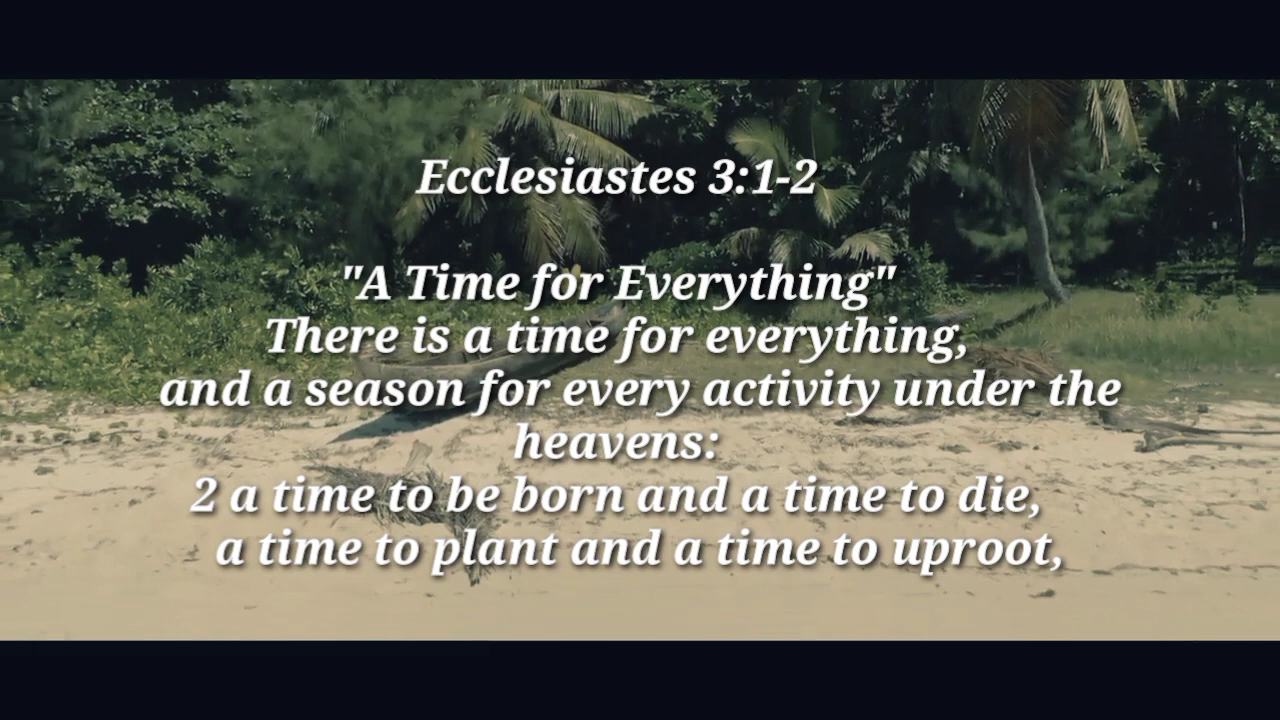 Ecclesiastes 3:1-2
"A Time for Everything"
There is a time for everything,
and a season for every activity under the
heavens:
2 a time to be born and a time to die,
a time to plant and a time to uproot,